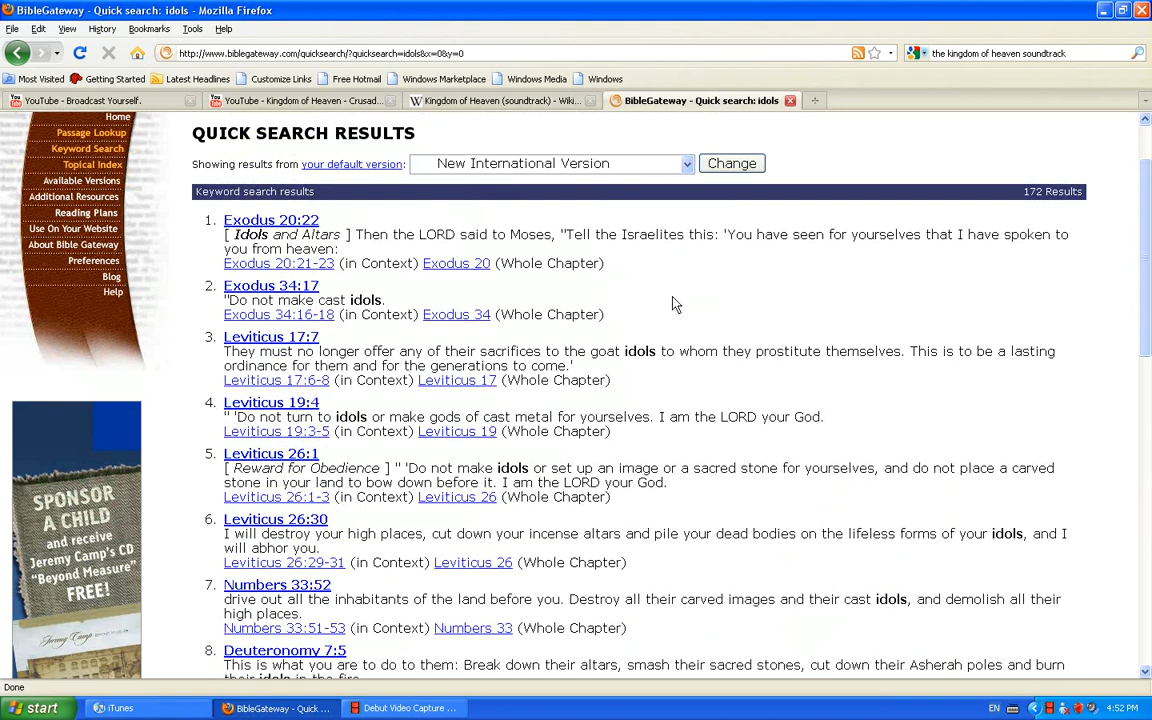 BibleGateway - Quick search: idols - Mozilla Firefox
File Edit View History Bookmarks Tools Help
http://www.biblegateway.com/quicksearch/?quicksearch=idols&x=0&y=0
the kingdom of heaven soundtrack
Most Visited Getting Started Latest Headlines Customize Links Free Hotmail Windows Marketplace Windows Media Windows
YouTube - Broadcast Yourself. YouTube - Kingdom of Heaven - Crusad... Kingdom of Heaven (soundtrack) - Wiki... BibleGateway - Quick search: idols
Home
Passage Lookup
Keyword Search
Topical Index
Available Versions
Additional Resources
Reading Plans
Use On Your Website
About Bible Gateway
Preferences
Blog
Help
SPONSOR
A CHILD
and receive
Jeremy Camp's CD
"Beyond Measure"
FREE!
Jeremy Camp
QUICK SEARCH RESULTS
Showing results from your default version: New International Version Change
Keyword search results 172 Results
1. Exodus 20:22
[ Idols and Altars ] Then the LORD said to Moses, "Tell the Israelites this: 'You have seen for yourselves that I have spoken to
you from heaven:
Exodus 20:21-23 (in Context) Exodus 20 (Whole Chapter)
2. Exodus 34:17
"Do not make cast idols.
Exodus 34:16-18 (in Context) Exodus 34 (Whole Chapter)
3. Leviticus 17:7
They must no longer offer any of their sacrifices to the goat idols to whom they prostitute themselves. This is to be a lasting
ordinance for them and for the generations to come.'
Leviticus 17:6-8 (in Context) Leviticus 17 (Whole Chapter)
4. Leviticus 19:4
" 'Do not turn to idols or make gods of cast metal for yourselves. I am the LORD your God.
Leviticus 19:3-5 (in Context) Leviticus 19 (Whole Chapter)
5. Leviticus 26:1
[ Reward for Obedience ] " 'Do not make idols or set up an image or a sacred stone for yourselves, and do not place a carved
stone in your land to bow down before it. I am the LORD your God.
Leviticus 26:1-3 (in Context) Leviticus 26 (Whole Chapter)
6. Leviticus 26:30
I will destroy your high places, cut down your incense altars and pile your dead bodies on the lifeless forms of your idols, and I
will abhor you.
Leviticus 26:29-31 (in Context) Leviticus 26 (Whole Chapter)
7. Numbers 33:52
drive out all the inhabitants of the land before you. Destroy all their carved images and their cast idols, and demolish all their
high places.
Numbers 33:51-53 (in Context) Numbers 33 (Whole Chapter)
8. Deuteronomy 7:5
This is what you are to do to them: Break down their altars, smash their sacred stones, cut down their Asherah poles and burn
their idols in the fire.
Done
start iTunes BibleGateway - Quick ... Debut Video Capture ... EN 4:52 PM